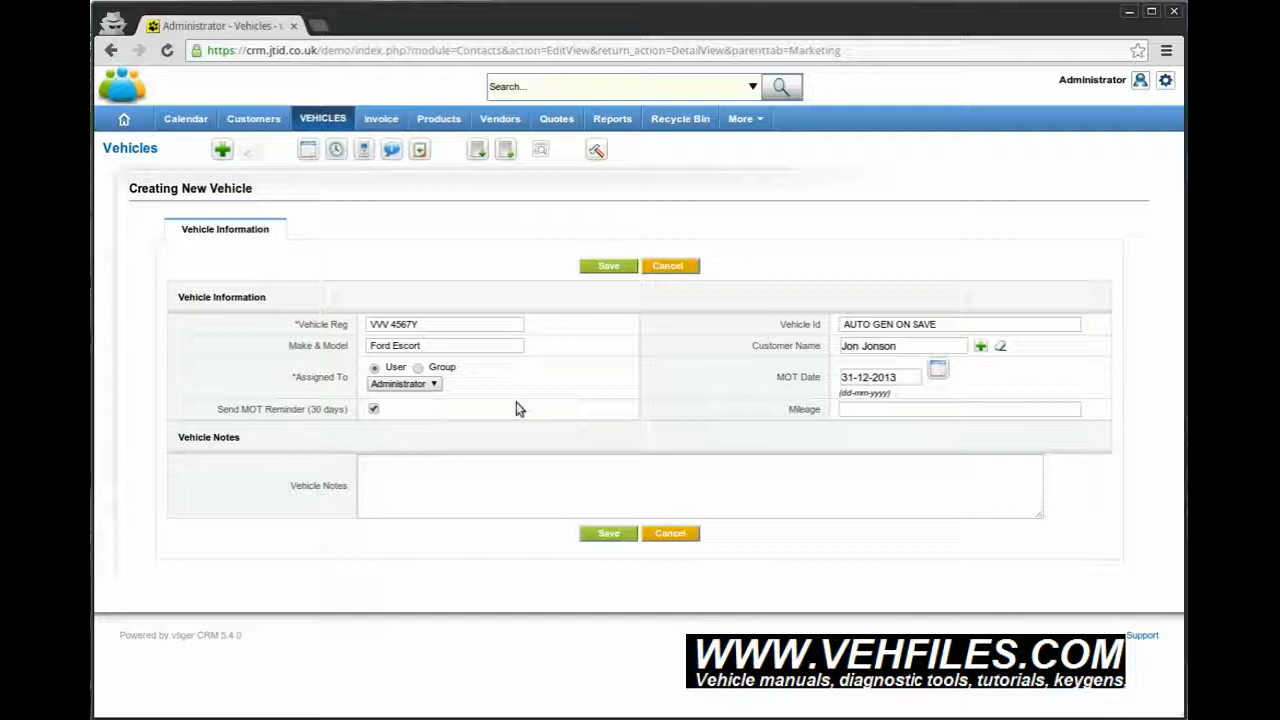 Administrator - Vehicles - v
https://crm.jtid.co.uk/demo/index.php?module=Contacts&action=EditView&return_action=DetailView&parenttab=Marketing
Search...
Administrator
Calendar Customers VEHICLES Invoice Products Vendors Quotes Reports Recycle Bin More
Vehicles
Creating New Vehicle
Vehicle Information
Save Cancel
Vehicle Information
*Vehicle Reg VVV 4567Y Vehicle Id AUTO GEN ON SAVE
Make & Model Ford Escort Customer Name Jon Jonson
*Assigned To User Group MOT Date 31-12-2013
Administrator (dd-mm-yyyy)
Send MOT Reminder (30 days) Mileage
Vehicle Notes
Vehicle Notes
Save Cancel
Powered by vtiger CRM 5.4.0 Support
WWW.VEHFILES.COM
Vehicle manuals, diagnostic tools, tutorials, keygens.